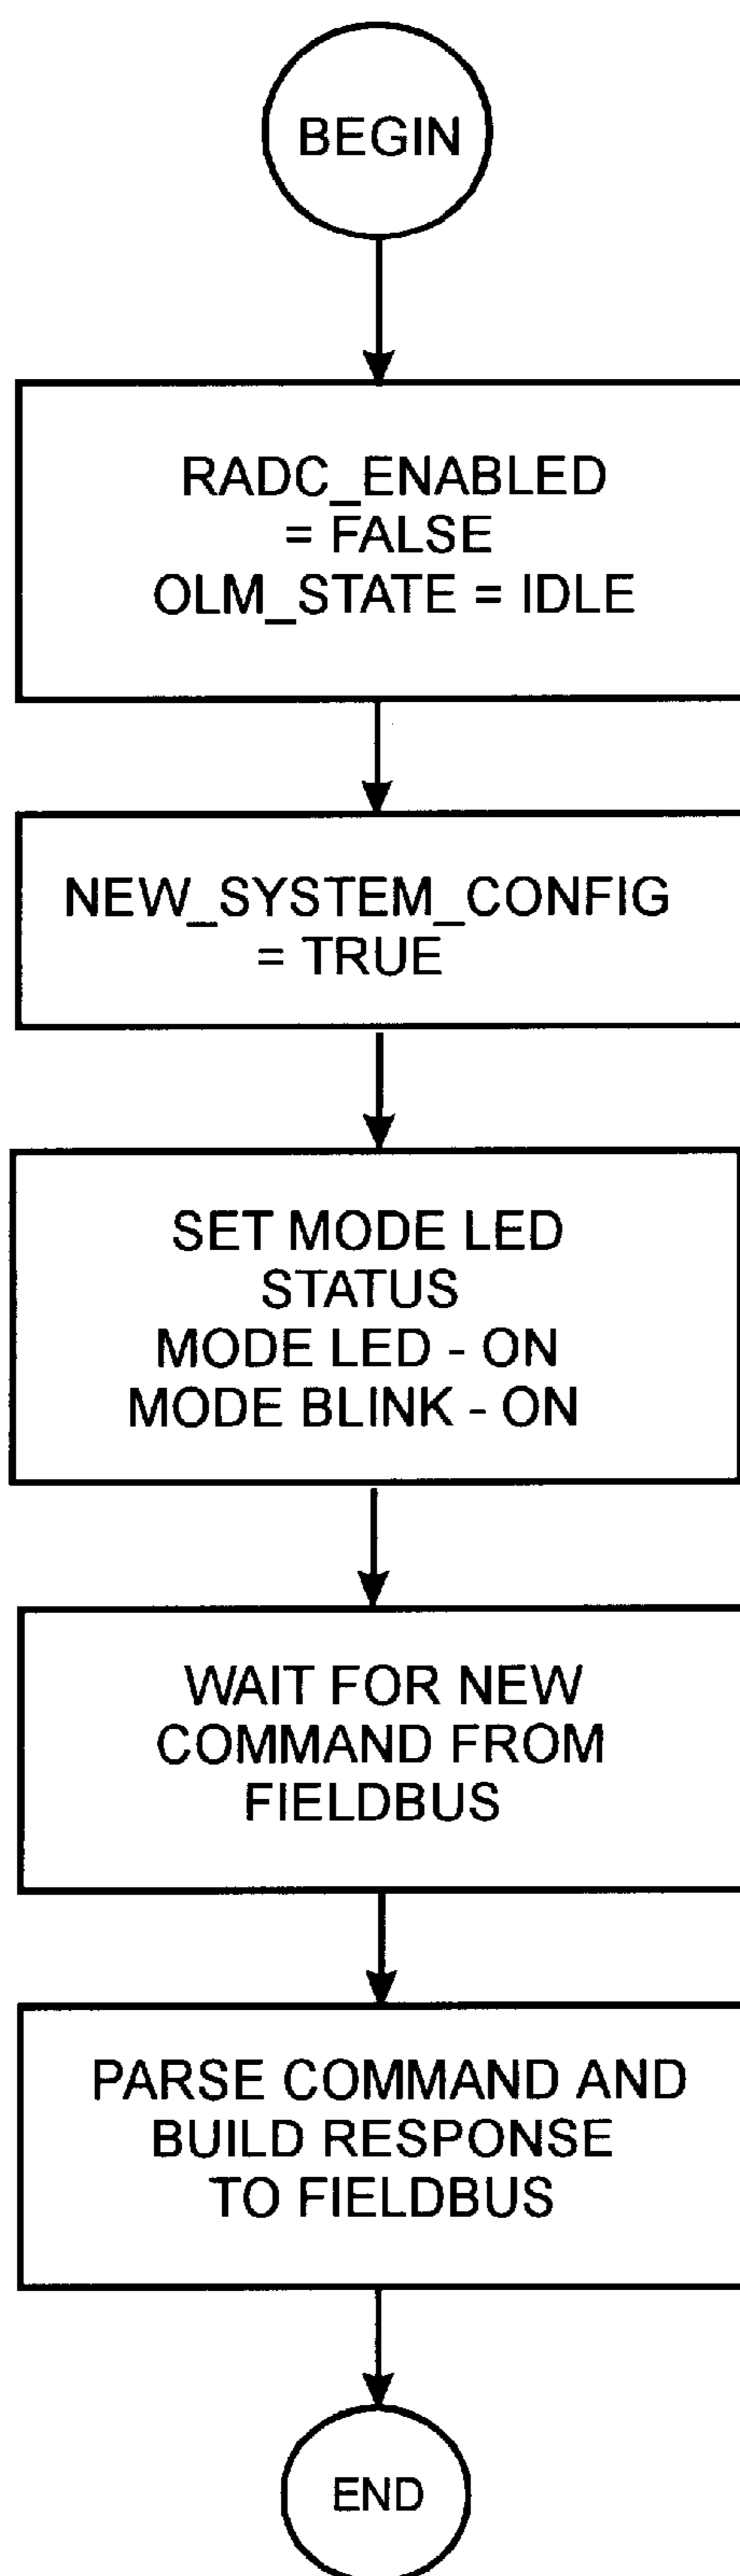 BEGIN
RADC_ENABLED
= FALSE
OLM_STATE = IDLE
NEW_SYSTEM_CONFIG
= TRUE
SET MODE LED
STATUS
MODE LED - ON
MODE BLINK - ON
WAIT FOR NEW
COMMAND FROM
FIELDBUS
PARSE COMMAND AND
BUILD RESPONSE
TO FIELDBUS
END